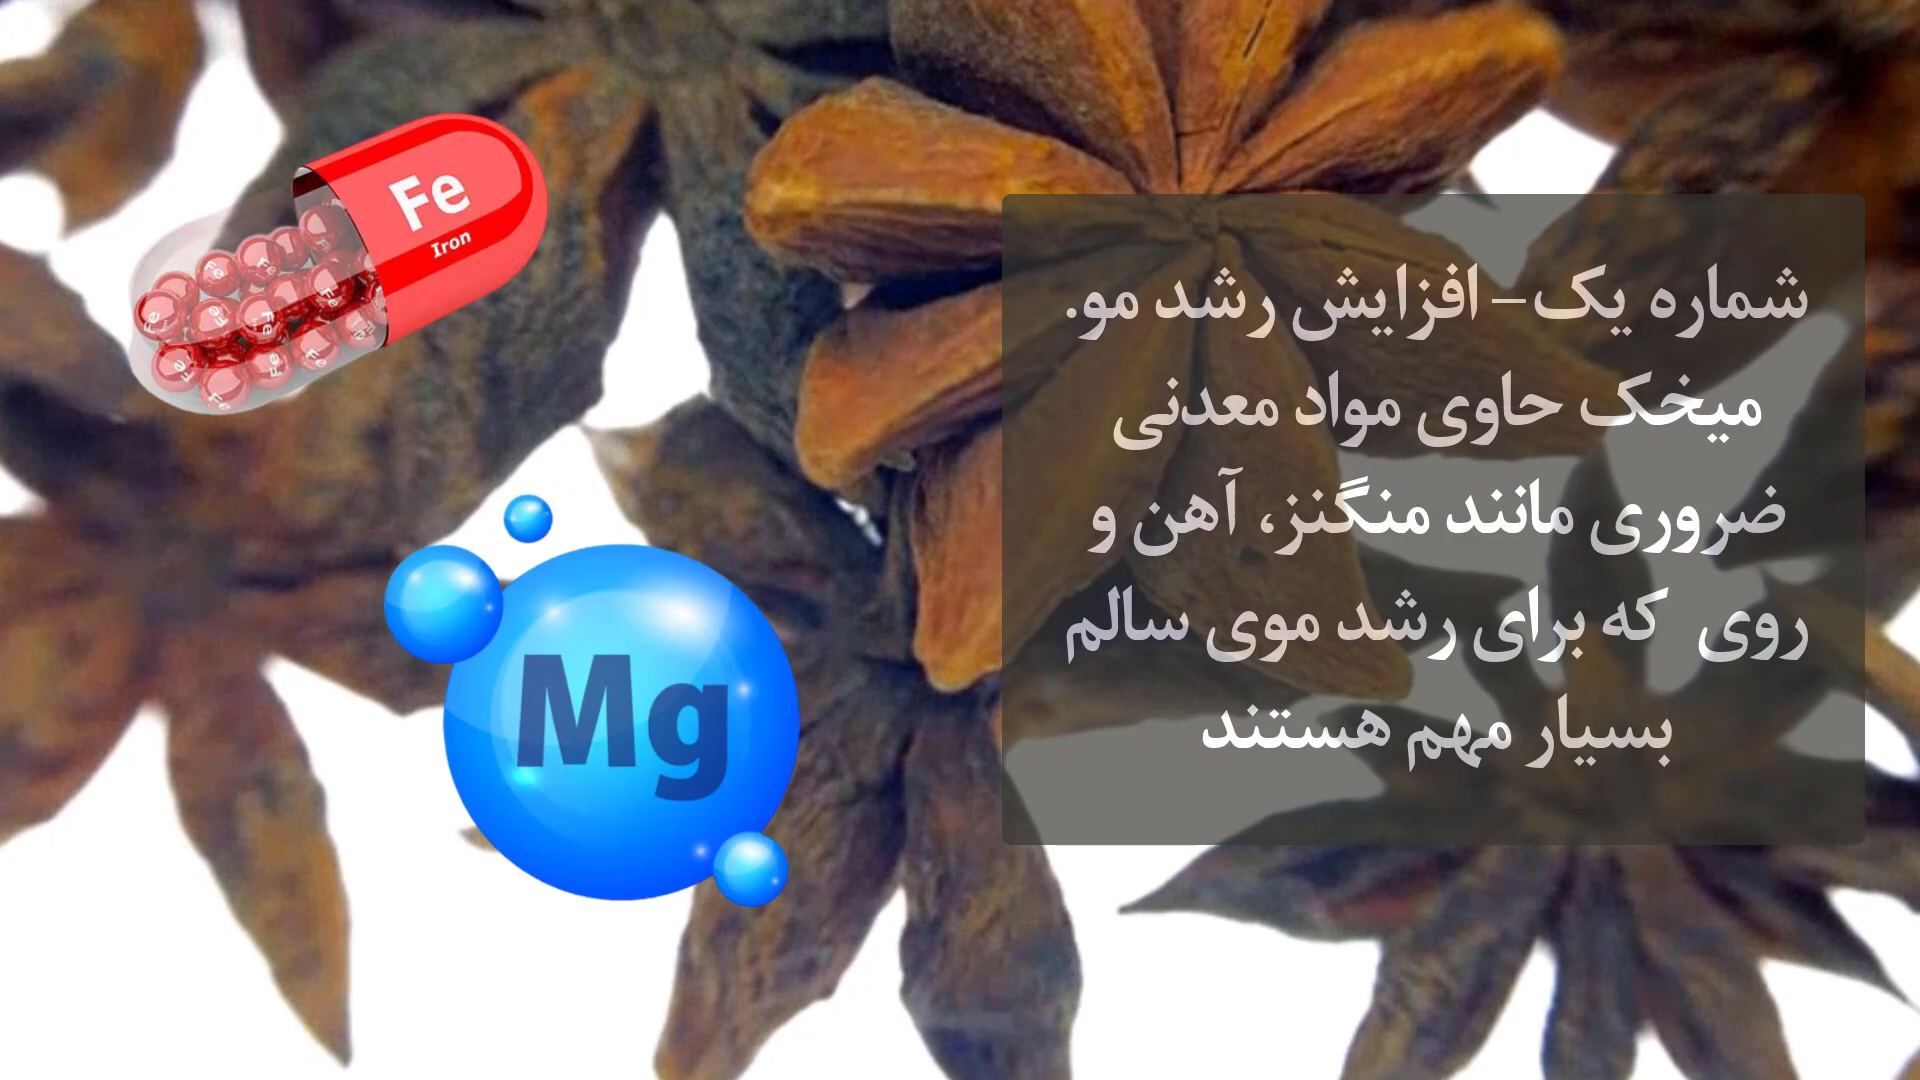 Fe
Iron
Mg
شماره یک- افزایش رشد مو.
میخک حاوی مواد معدنی
ضروری مانند منگنز، آهن و
روی که برای رشد موی سالم
بسیار مهم هستند